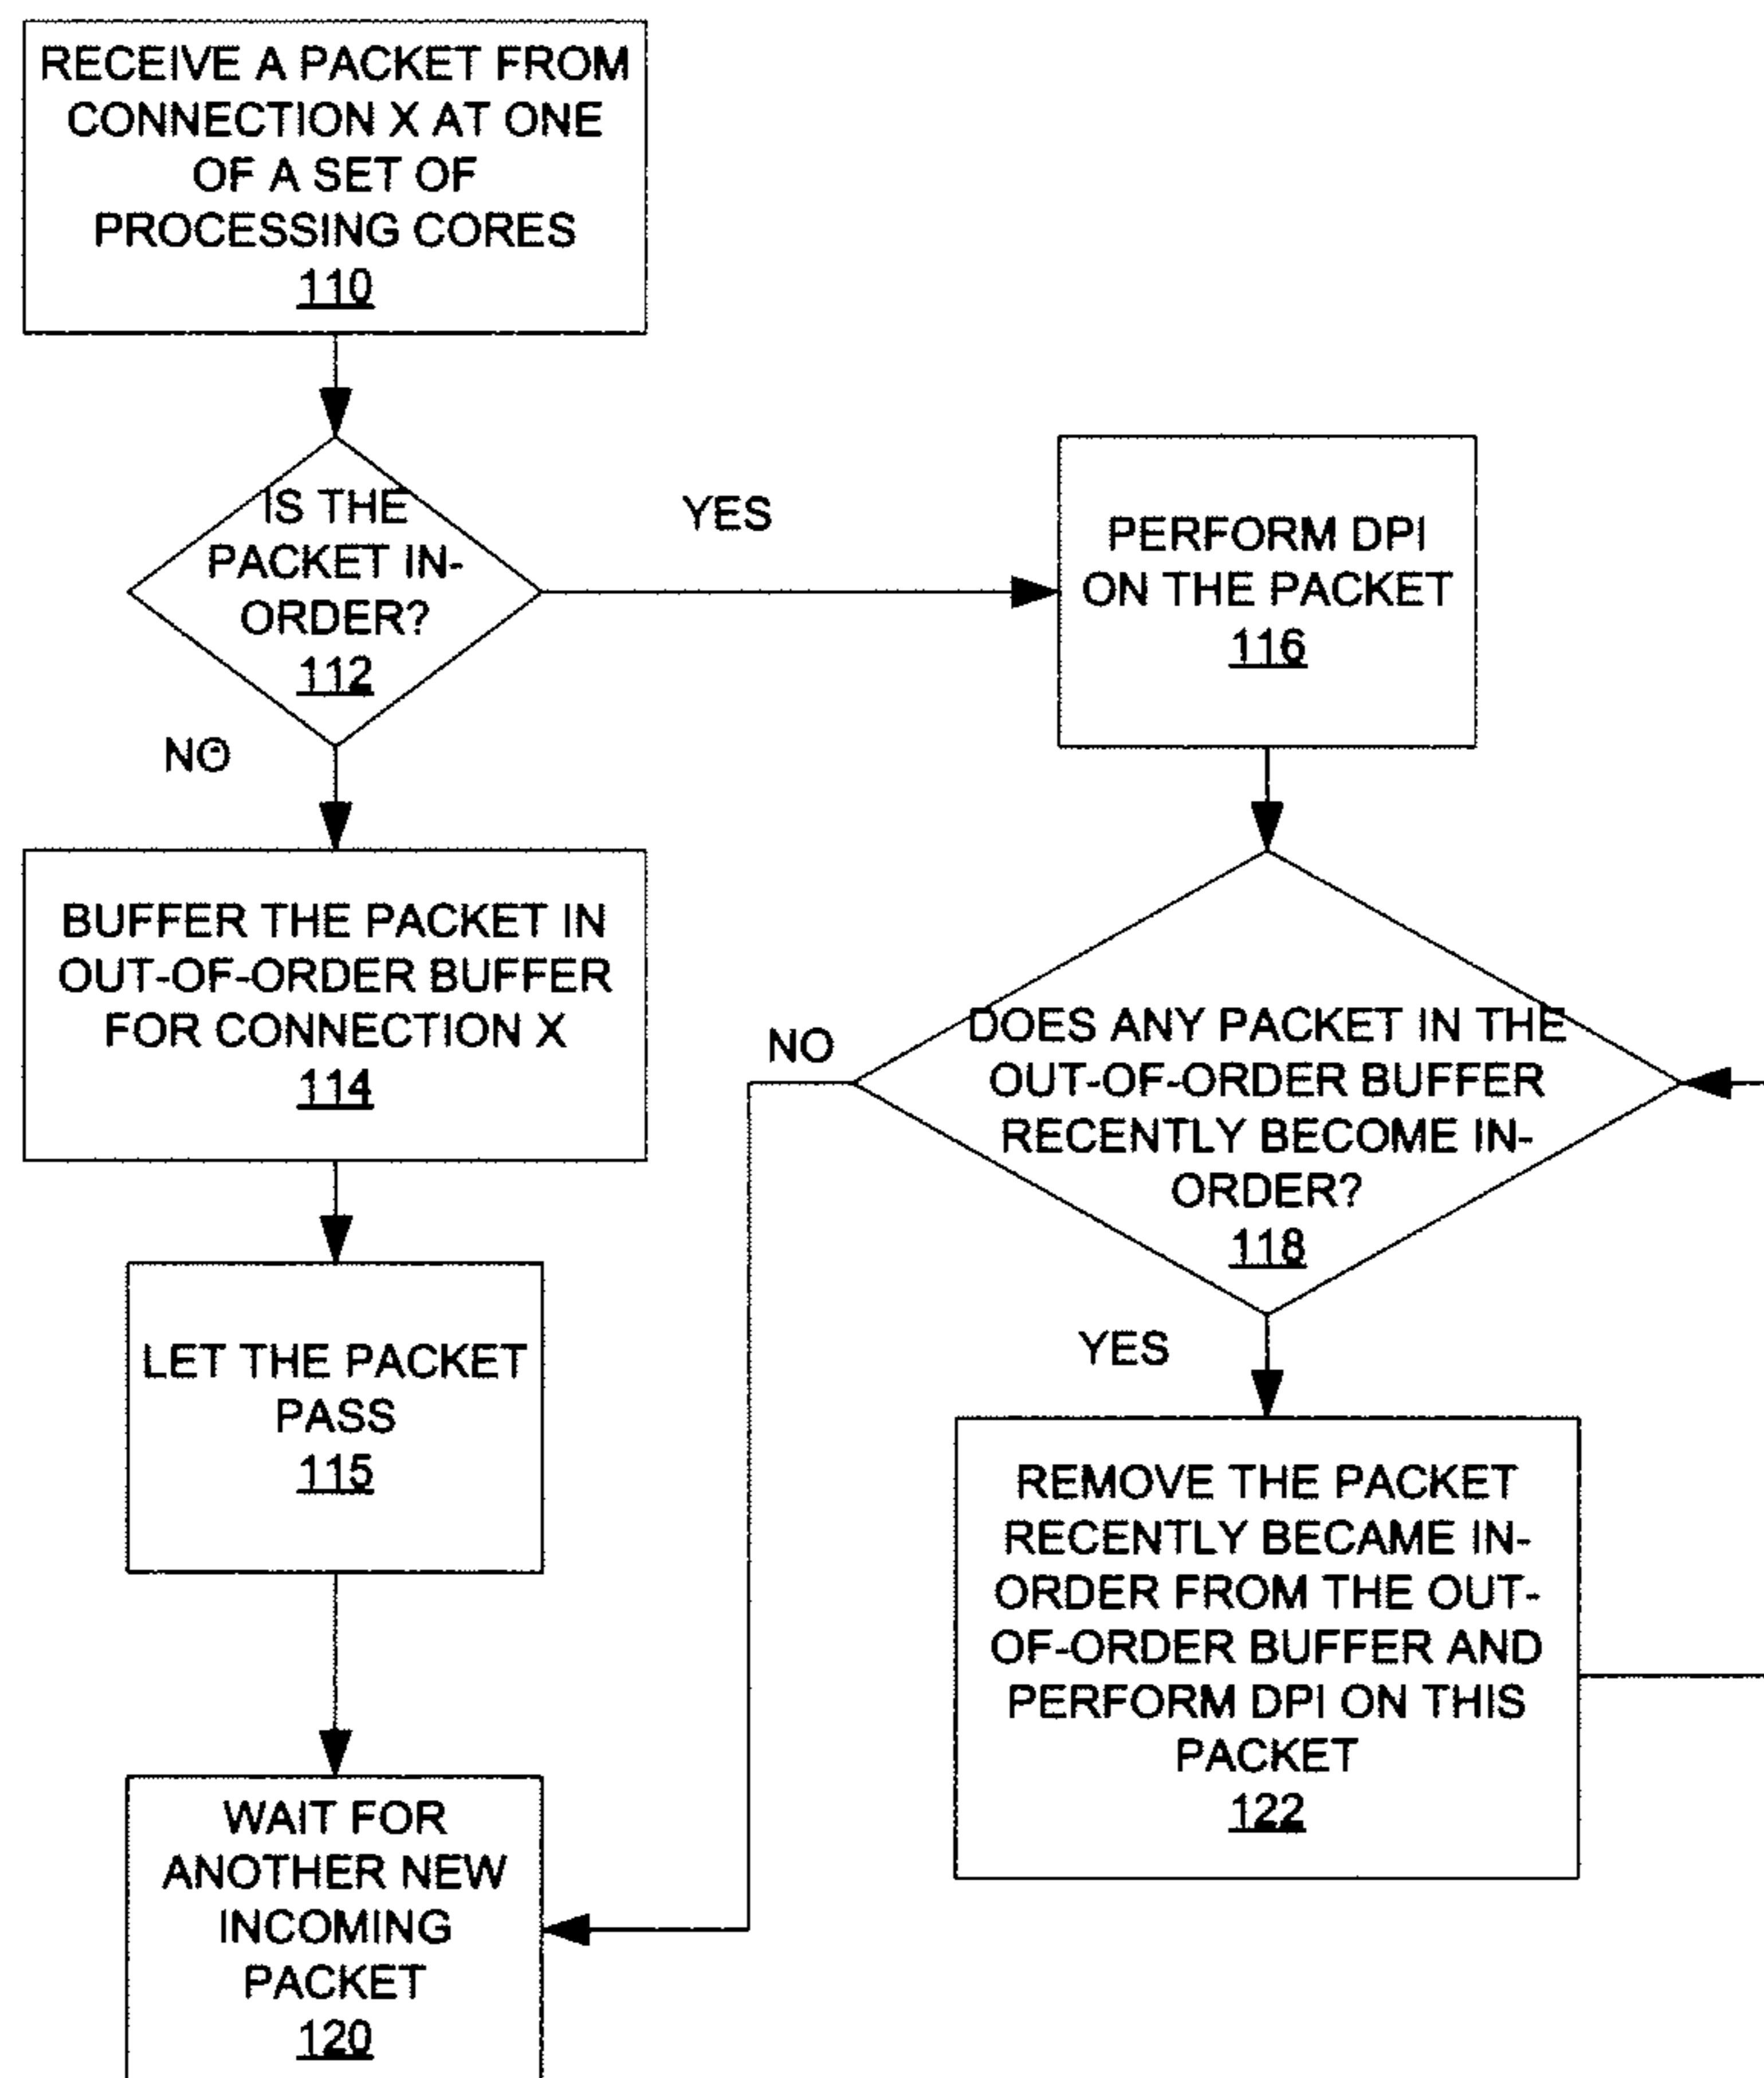 RECEIVE A PACKET FROM
CONNECTION X AT ONE
OF A SET OF
PROCESSING CORES
110
IS THE
PACKET IN-
ORDER?
112
YES
NO
PERFORM DPI
ON THE PACKET
116
BUFFER THE PACKET IN
OUT-OF-ORDER BUFFER
FOR CONNECTION X
114
NO
DOES ANY PACKET IN THE
OUT-OF-ORDER BUFFER
RECENTLY BECOME IN-
ORDER?
118
YES
LET THE PACKET
PASS
115
REMOVE THE PACKET
RECENTLY BECAME IN-
ORDER FROM THE OUT-
OF-ORDER BUFFER AND
PERFORM DPI ON THIS
PACKET
122
WAIT FOR
ANOTHER NEW
INCOMING
PACKET
120